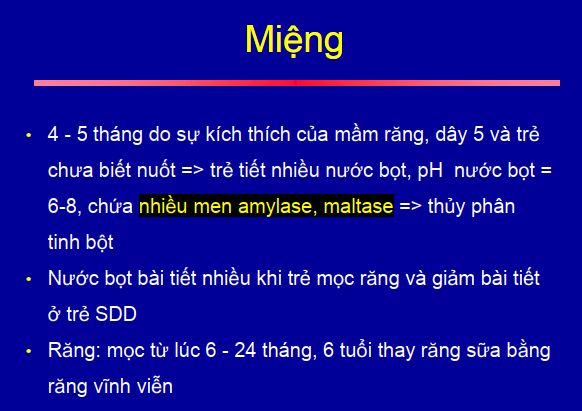 Miệng
• 4 - 5 tháng do sự kích thích của mầm răng, dây 5 và trẻ
chưa biết nuốt => trẻ tiết nhiều nước bọt, pH nước bọt =
6-8, chứa nhiều men amylase, maltase => thủy phân
tinh bột
• Nước bọt bài tiết nhiều khi trẻ mọc răng và giảm bài tiết
ở trẻ SDD
• Răng: mọc từ lúc 6 - 24 tháng, 6 tuổi thay răng sữa bằng
răng vĩnh viễn